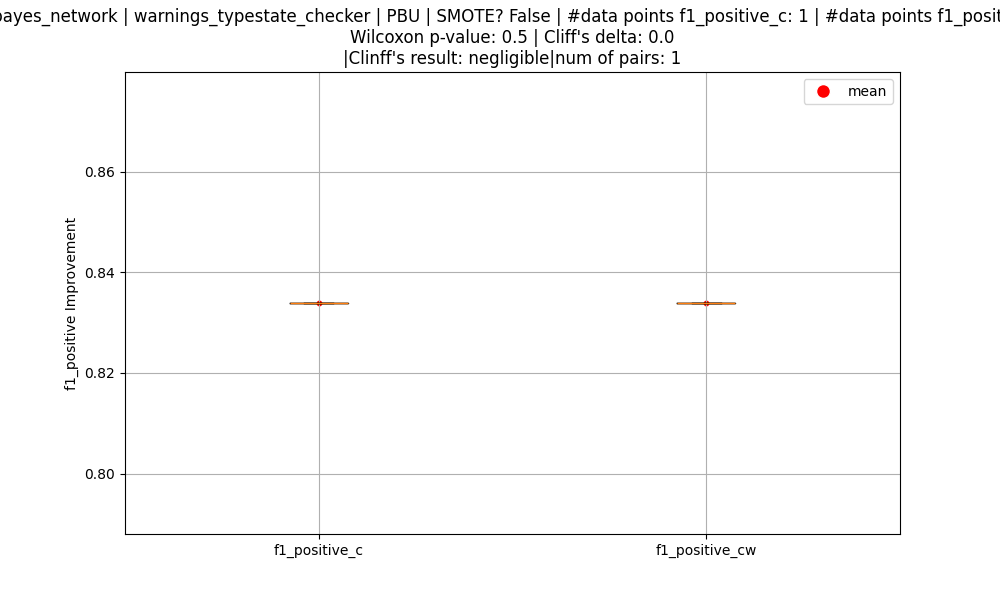 bayes_network | warnings_typestate_checker | PBU | SMOTE? False | #data points f1_positive_c: 1 | #data points f1_posit
Wilcoxon p-value: 0.5 | Cliff's delta: 0.0
|Clinff's result: negligible|num of pairs: 1
mean
0.86
0.84
0.82
0.80
f1_positive Improvement
f1_positive_c
f1_positive_cw